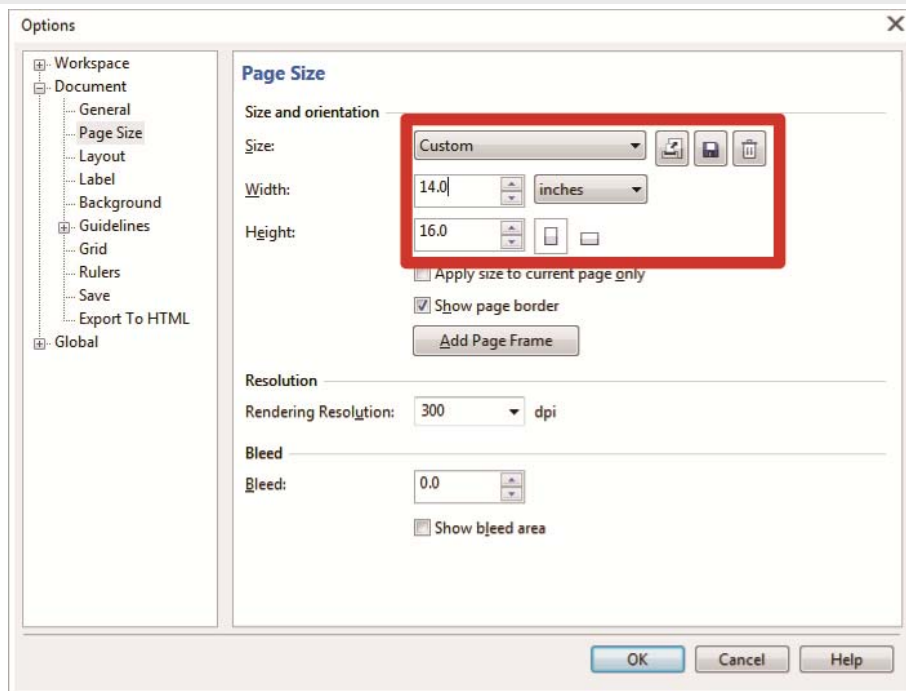 Options
Workspace
Document
General
Page Size
Layout
Label
Background
Guidelines
Grid
Rulers
Save
Export To HTML
Global
Page Size
Size and orientation
Size: Custom
Width: 14.0 inches
Height: 16.0
Apply size to current page only
Show page border
Add Page Frame
Resolution
Rendering Resolution: 300 dpi
Bleed
Bleed: 0.0
Show bleed area
OK Cancel Help